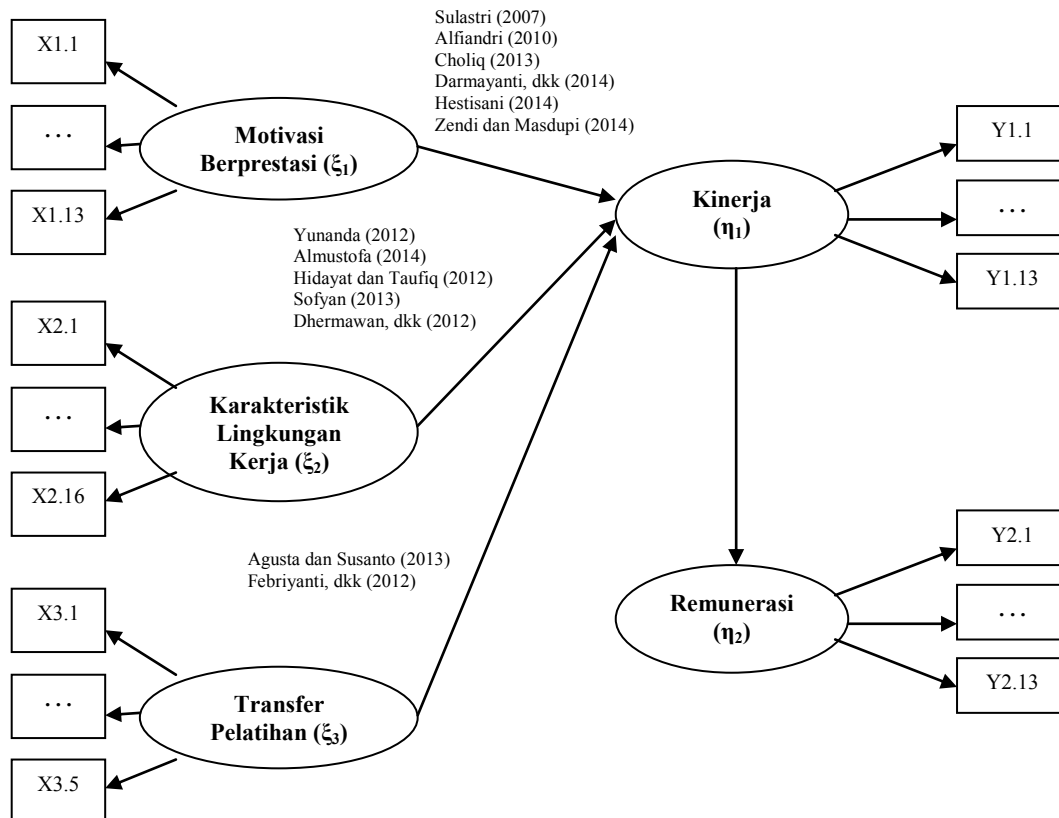 Sulastri (2007)
Alfiandri (2010)
Choliq (2013)
Darmayanti, dkk (2014)
Hestisani (2014)
Zendi dan Masdupi (2014)
X1.1
…
X1.13
Motivasi
Berprestasi (ξ₁)
Kinerja
(η₁)
Y1.1
…
Y1.13
Yunanda (2012)
Almustofa (2014)
Hidayat dan Taufiq (2012)
Sofyan (2013)
Dhermawan, dkk (2012)
X2.1
…
X2.16
Karakteristik
Lingkungan
Kerja (ξ₂)
Agusta dan Susanto (2013)
Febriyanti, dkk (2012)
Remunerasi
(η₂)
Y2.1
…
Y2.13
X3.1
…
X3.5
Transfer
Pelatihan (ξ₃)